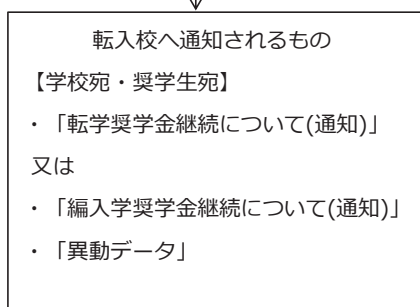 転入校へ通知されるもの
【学校宛・奨学生宛】
・「転学奨学金継続について(通知)」
又は
・「編入学奨学金継続について(通知)」
・「異動データ」